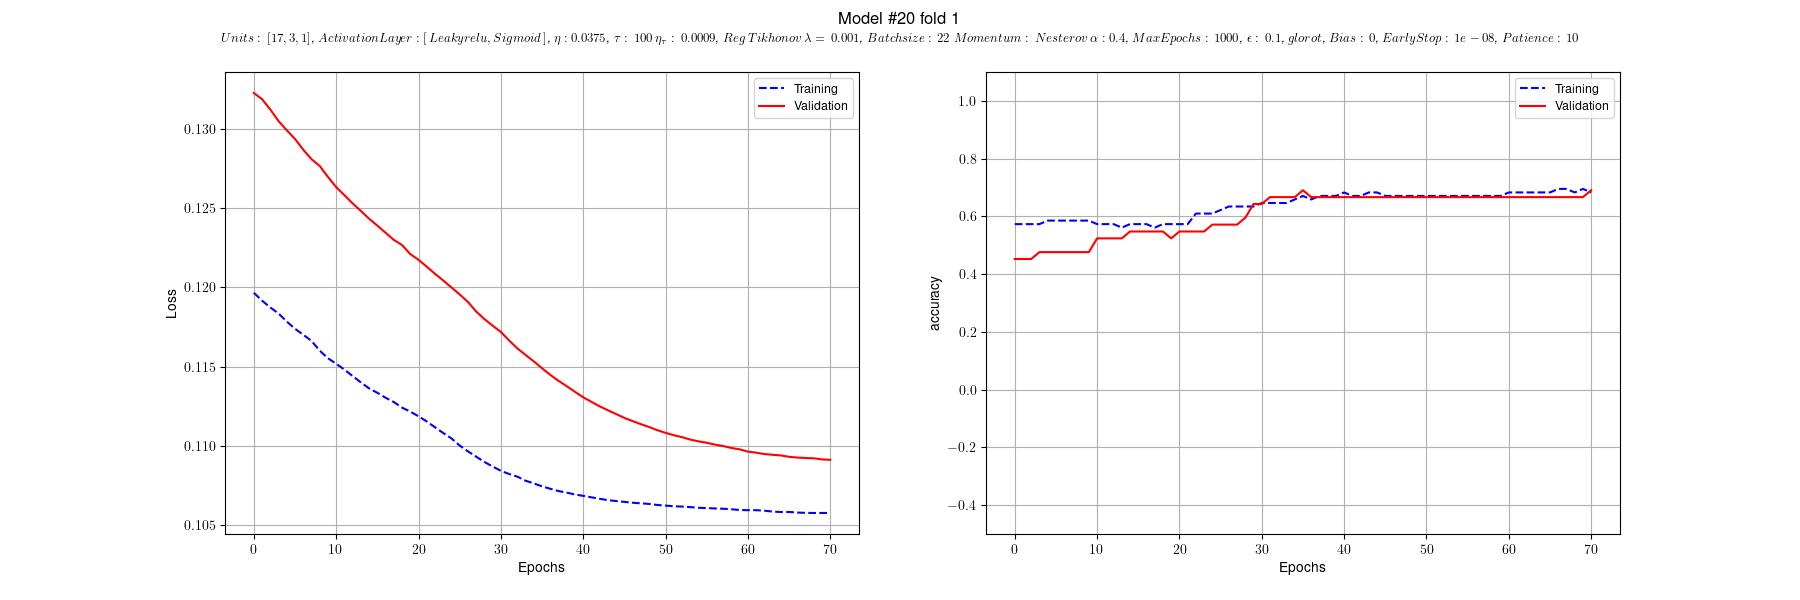 Model #20 fold 1
Units : [17, 3, 1], ActivationLayer : [Leakyrelu, Sigmoid], η : 0.0375, τ : 100 ητ : 0.0009, Reg Tikhonov λ = 0.001, Batchsize : 22 Momentum : Nesterov α : 0.4, MaxEpochs : 1000, ϵ : 0.1, glorot, Bias : 0, EarlyStop : 1e − 08, Patience : 10
Training
Validation
0.130
0.125
0.120
0.115
0.110
0.105
Loss
0 10 20 30 40 50 60 70
Epochs
Training
Validation
1.0
0.8
0.6
0.4
0.2
0.0
−0.2
−0.4
accuracy
0 10 20 30 40 50 60 70
Epochs